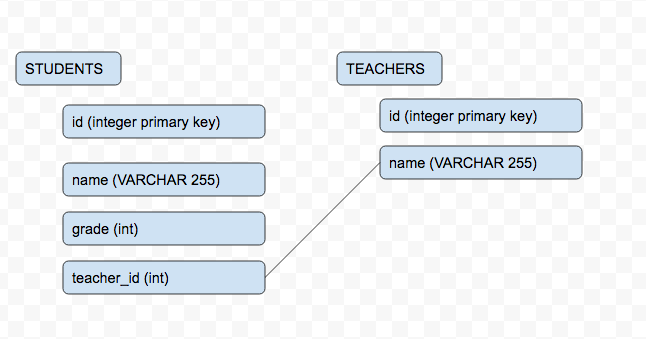 STUDENTS
id (integer primary key)
name (VARCHAR 255)
grade (int)
teacher_id (int)
TEACHERS
id (integer primary key)
name (VARCHAR 255)